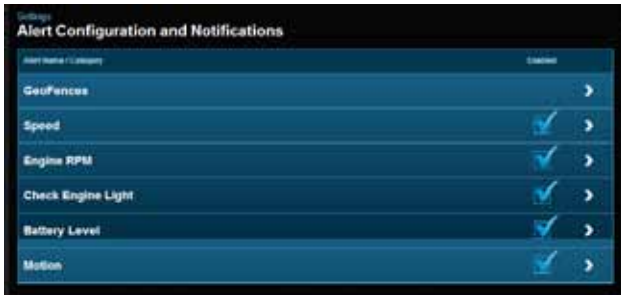 Settings
Alert Configuration and Notifications
Alert Name / Category Enabled
GeoFences
Speed
Engine RPM
Check Engine Light
Battery Level
Motion